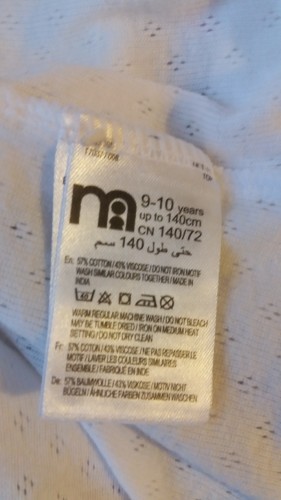 17037 / 056
m
9-10 years
up to 140cm
CN 140/72
حتى طول 140 سم
En: 57% COTTON / 43% VISCOSE / DO NOT IRON MOTIF
WASH SIMILAR COLOURS TOGETHER / MADE IN
INDIA
WARM REGULAR MACHINE WASH / DO NOT BLEACH
MAY BE TUMBLE DRIED / IRON ON MEDIUM HEAT
SETTING / DO NOT DRY CLEAN
Fr: 57% COTON / 43% VISCOSE / NE PAS REPASSER LE
MOTIF / LAVER LES COULEURS SIMILAIRES
ENSEMBLE / FABRIQUÉ EN INDE
De: 57% BAUMWOLLE / 43% VISKOSE / MOTIV NICHT
BÜGELN / ÄHNLICHE FARBEN ZUSAMMEN WASCHEN